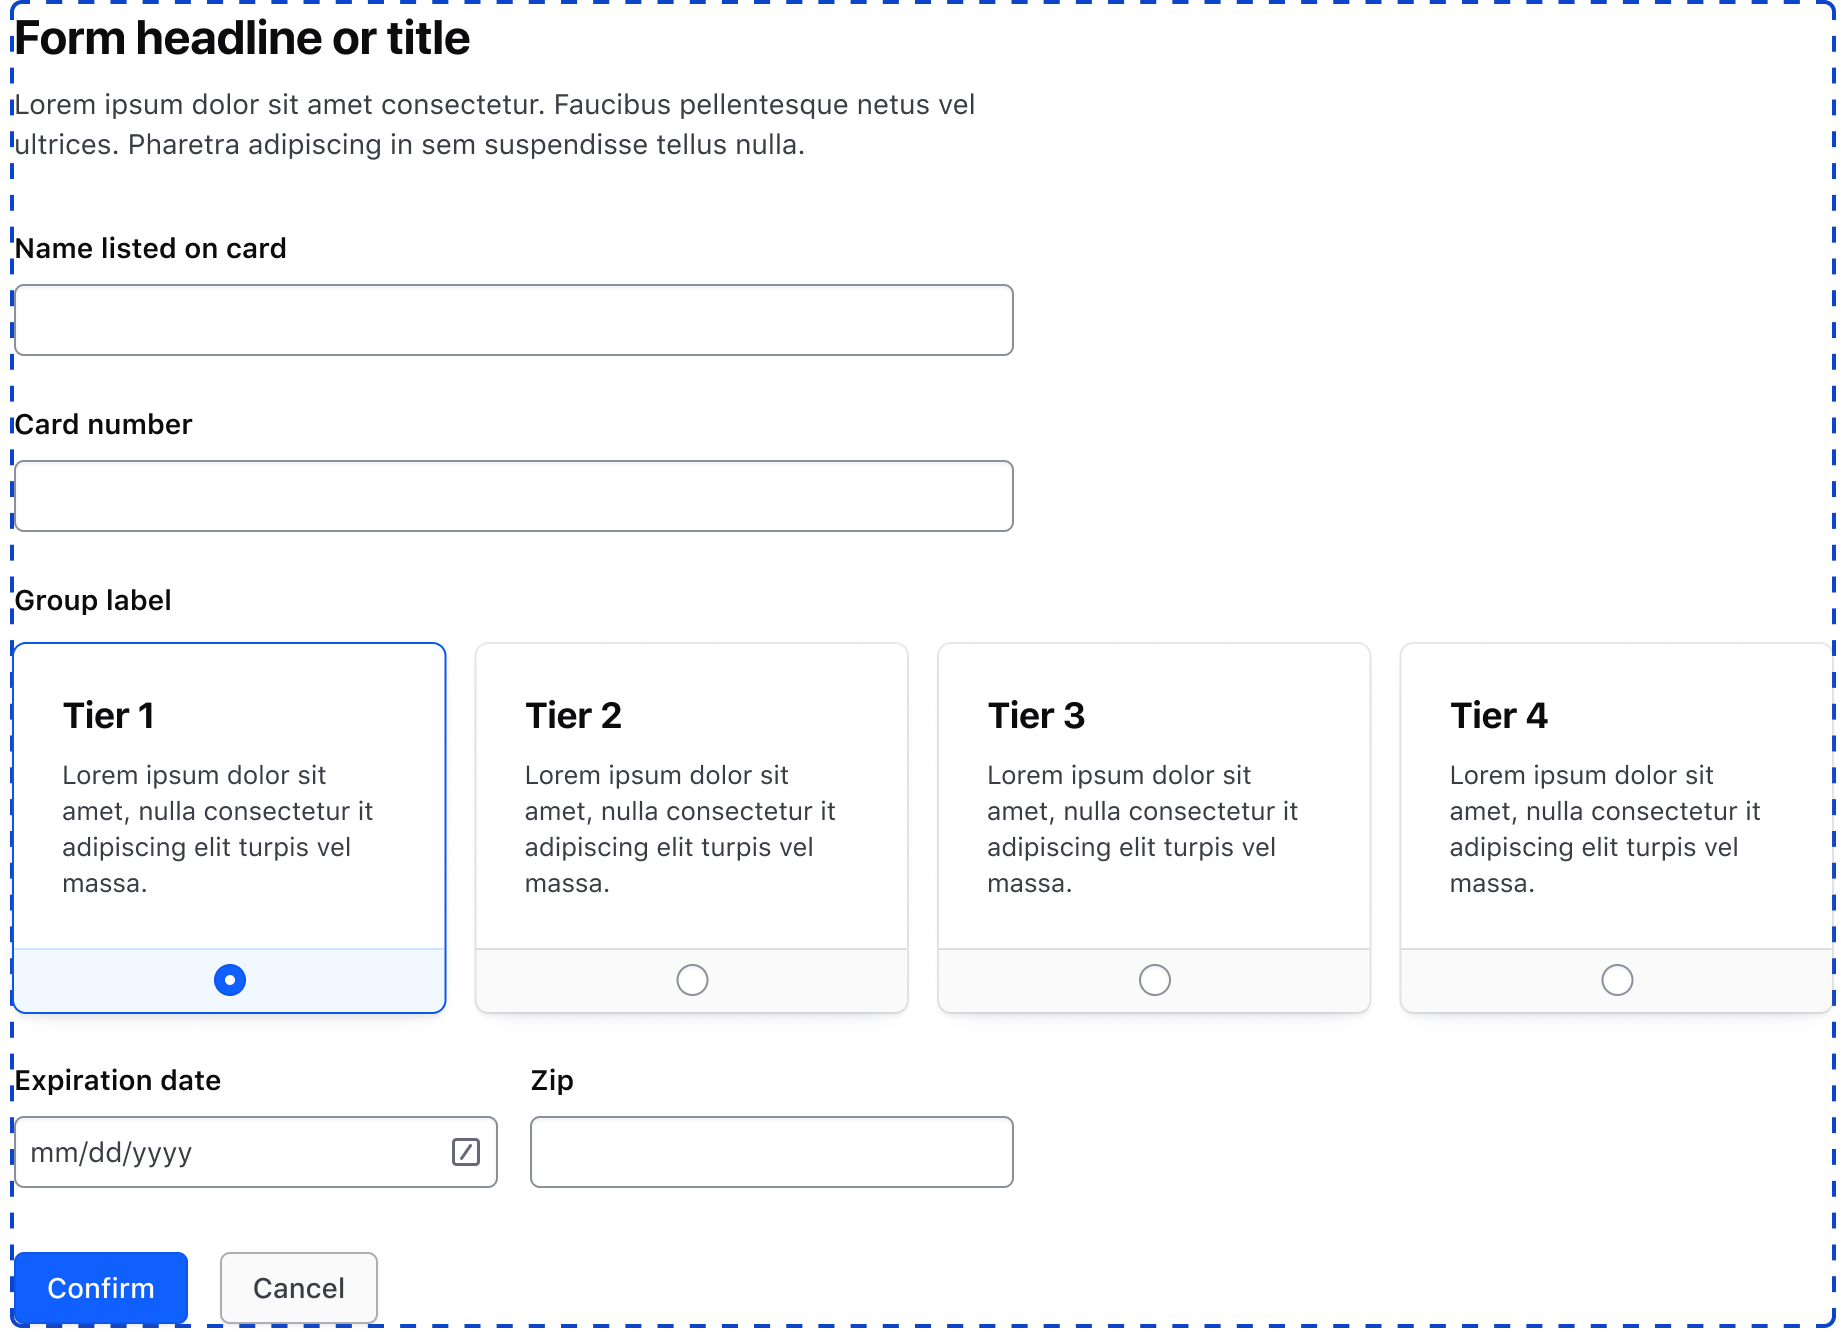 Form headline or title
Lorem ipsum dolor sit amet consectetur. Faucibus pellentesque netus vel
ultrices. Pharetra adipiscing in sem suspendisse tellus nulla.
Name listed on card
Card number
Group label
Tier 1
Lorem ipsum dolor sit
amet, nulla consectetur it
adipiscing elit turpis vel
massa.
Tier 2
Lorem ipsum dolor sit
amet, nulla consectetur it
adipiscing elit turpis vel
massa.
Tier 3
Lorem ipsum dolor sit
amet, nulla consectetur it
adipiscing elit turpis vel
massa.
Tier 4
Lorem ipsum dolor sit
amet, nulla consectetur it
adipiscing elit turpis vel
massa.
Expiration date
mm/dd/yyyy
Zip
Confirm
Cancel